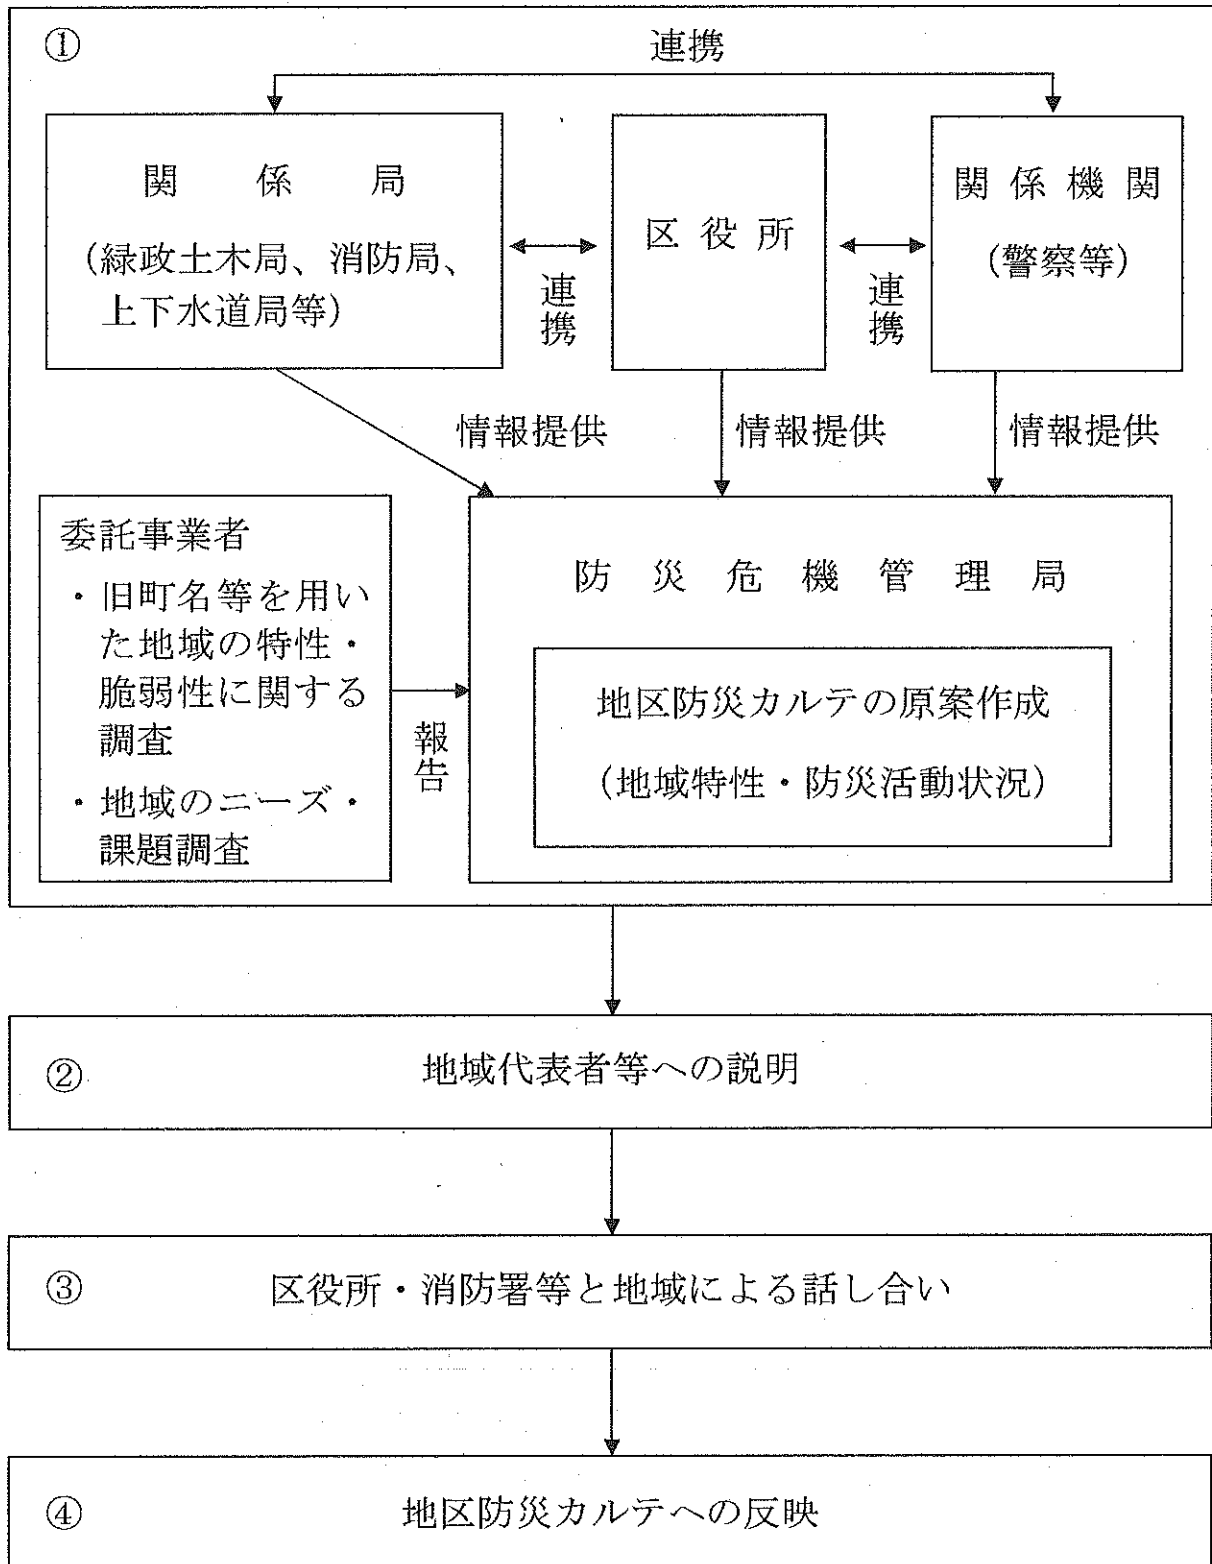 ①
連携
関係局
(緑政土木局、消防局、
上下水道局等)
連携
区役所
連携
関係機関
(警察等)
情報提供
情報提供
情報提供
委託事業者
・旧町名等を用い
た地域の特性・
脆弱性に関する
調査
・地域のニーズ・
課題調査
報告
防災危機管理局
地区防災カルテの原案作成
(地域特性・防災活動状況)
② 地域代表者等への説明
③ 区役所・消防署等と地域による話し合い
④ 地区防災カルテへの反映